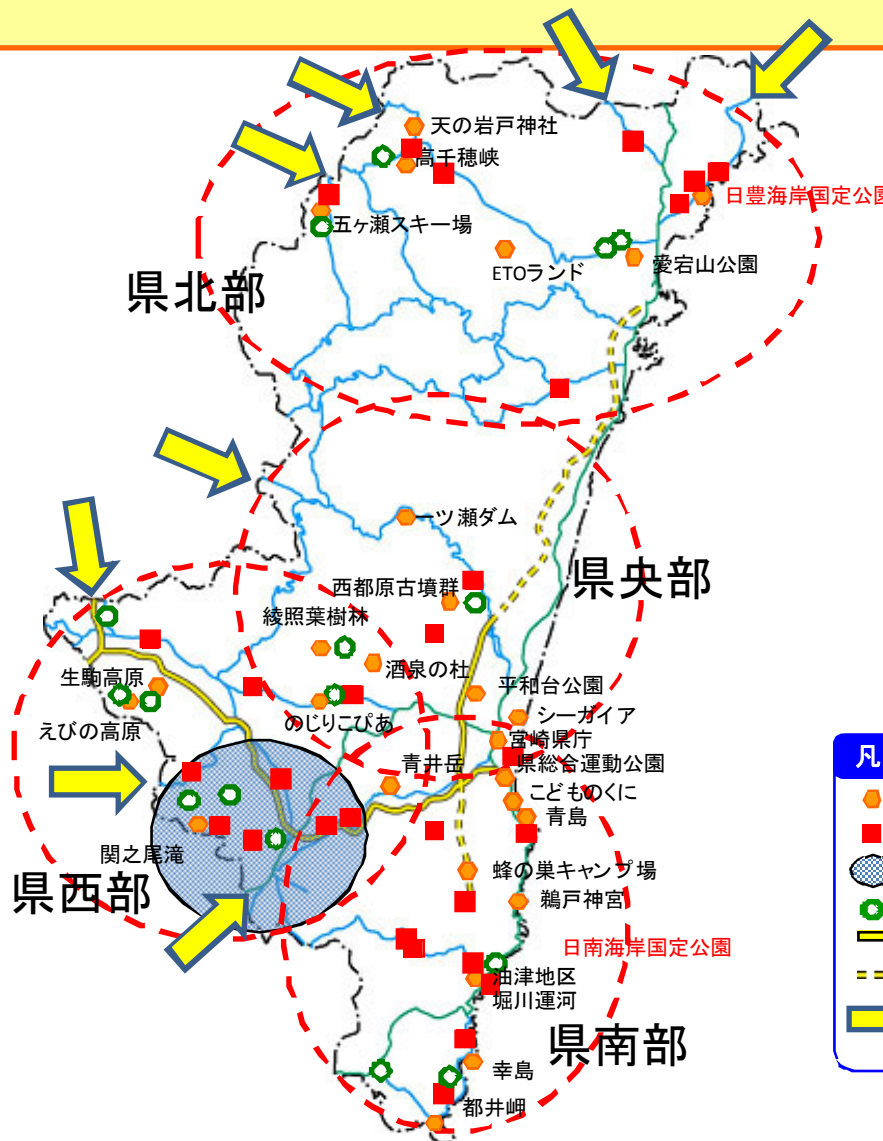 天の岩戸神社
高千穂峡
日豊海岸国定公
五ヶ瀬スキー場
ETOランド
愛宕山公園
県北部
一ツ瀬ダム
県央部
西都原古墳群
綾照葉樹林
酒泉の杜
生駒高原
平和台公園
えびの高原
のじりこぴあ
シーガイア
宮崎県庁
青井岳
県総合運動公園
凡
こどものくに
青島
関之尾滝
県西部
蜂の巣キャンプ場
鵜戸神宮
日南海岸国定公園
油津地区
堀川運河
県南部
幸島
都井岬